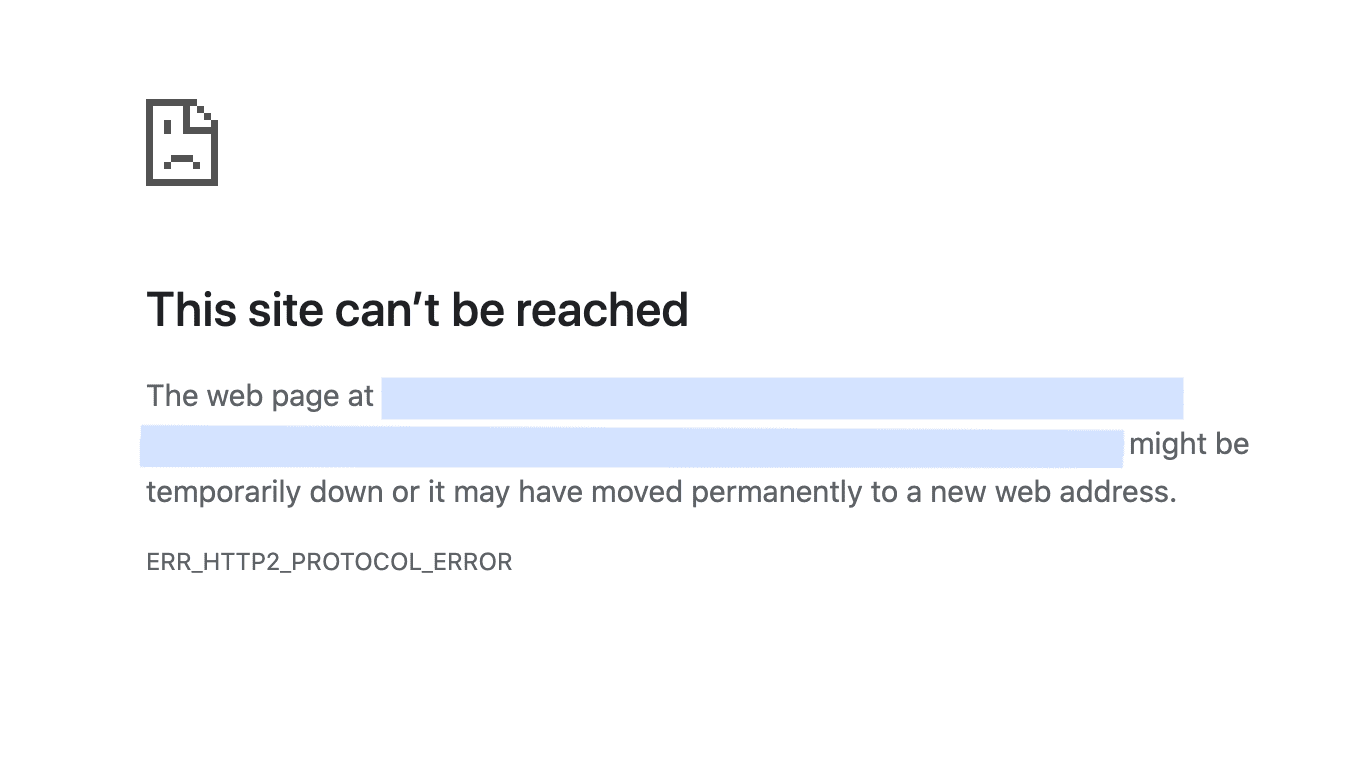 This site can’t be reached
The web page at
might be
temporarily down or it may have moved permanently to a new web address.
ERR_HTTP2_PROTOCOL_ERROR